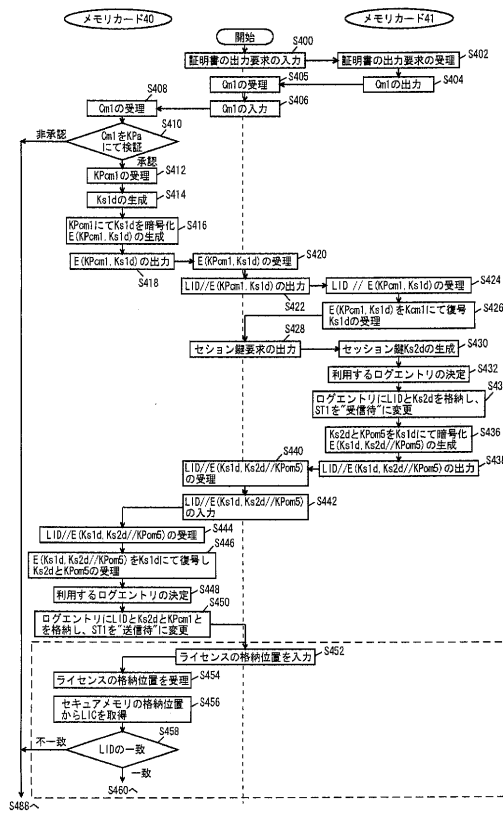 メモリカード40
メモリカード41
開始
証明書の出力要求の入力
S400
証明書の出力要求の受理
S402
Cm1の出力
S404
Cm1の受理
S405
Cm1の入力
S406
Cm1の受理
S408
Cm1をKPa
にて検証
S410
非承認
承認
KPcm1の受理
S412
Ks1dの生成
S414
KPcm1にてKs1dを暗号化
E(KPcm1,Ks1d)の生成
S416
E(KPcm1,Ks1d)の出力
S418
E(KPcm1,Ks1d)の受理
S420
LID//E(KPcm1,Ks1d)の出力
S422
LID // E(KPcm1,Ks1d)の受理
S424
E(KPcm1,Ks1d)をKcm1にて復号
Ks1dの受理
S426
セション鍵要求の出力
S428
セッション鍵Ks2dの生成
S430
利用するログエントリの決定
S432
ログエントリにLIDとKs2dを格納し、
ST1を"受信待"に変更
Ks2dとKPom5をKs1dにて暗号化
E(Ks1d,Ks2d//KPom5)の生成
S436
LID//E(Ks1d,Ks2d//KPom5)の出力
LID//E(Ks1d,Ks2d//KPom5)
の受理
S440
LID//E(Ks1d,Ks2d//KPom5)
の入力
S442
LID//E(Ks1d,Ks2d//KPom5)の受理
S444
E(Ks1d,Ks2d//KPom5)をKs1dにて復号し
Ks2dとKPom5の受理
S446
利用するログエントリの決定
S448
ログエントリにLIDとKs2dとKPcm1と
を格納し、ST1を"送信待"に変更
S450
ライセンスの格納位置を入力
S452
ライセンスの格納位置を受理
S454
セキュアメモリの格納位置
からLICを取得
S456
LIDの一致
S458
不一致
一致
S460へ
S488へ